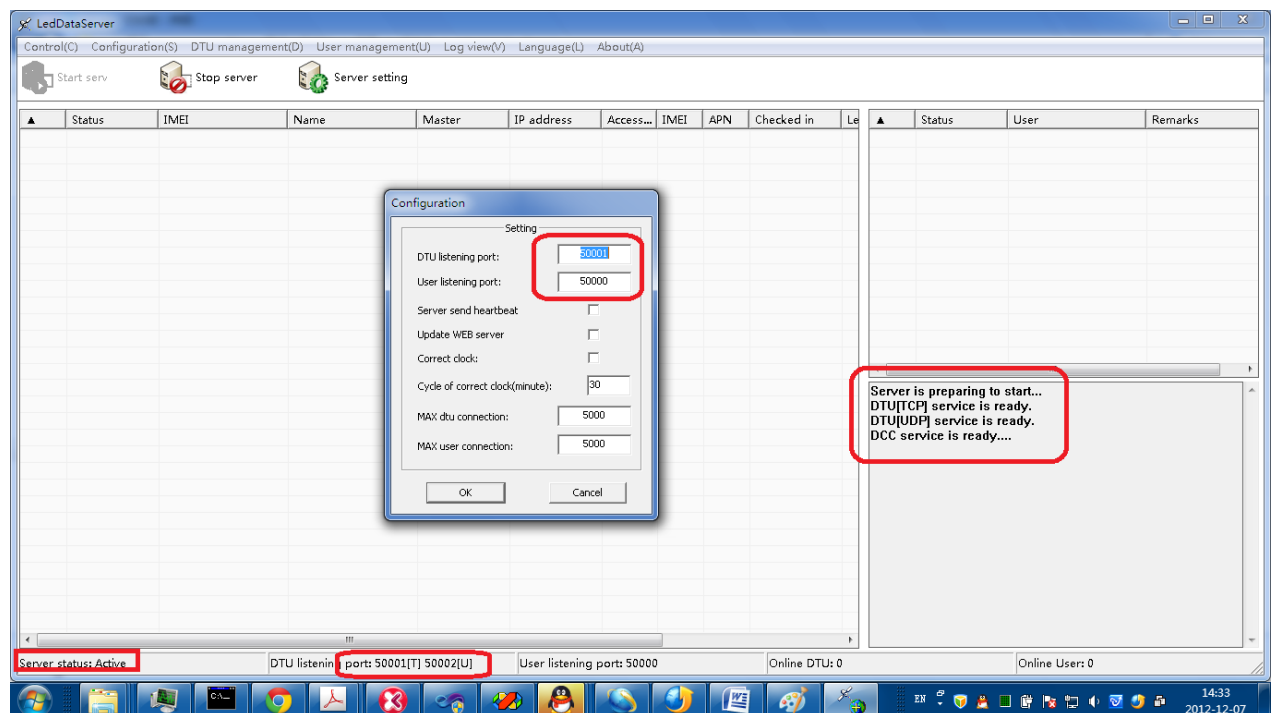 LedDataServer
Control(C) Configuration(S) DTU management(D) User management(U) Log view(V) Language(L) About(A)
Start serv Stop server Server setting
▲ Status IMEI Name Master IP address Access... IMEI APN Checked in Le
▲ Status User Remarks
Configuration
Setting
DTU listening port: 50001
User listening port: 50000
Server send heartbeat
Update WEB server
Correct clock:
Cycle of correct clock(minute): 30
MAX dtu connection: 5000
MAX user connection: 5000
OK Cancel
Server is preparing to start...
DTU[TCP] service is ready.
DTU[UDP] service is ready.
DCC service is ready....
Server status: Active DTU listening port: 50001[T] 50002[U] User listening port: 50000 Online DTU: 0 Online User: 0
EN 14:33
2012-12-07